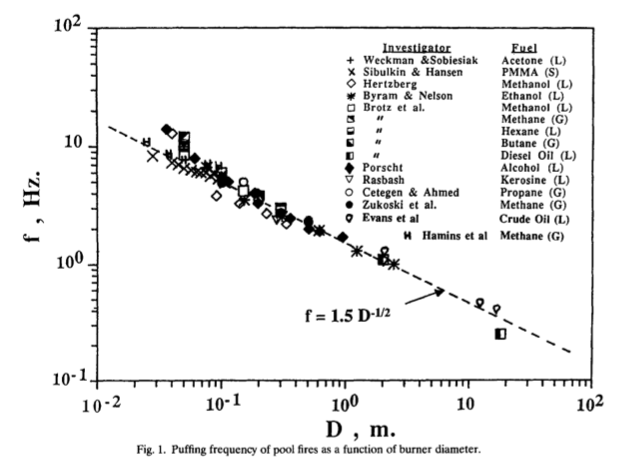 10²
Investigator Fuel
+ Weckman &Sobiesiak Acetone (L)
× Sibulkin & Hansen PMMA (S)
◇ Hertzberg Methanol (L)
✱ Byram & Nelson Ethanol (L)
□ Brotz et al. Methanol (L)
" Methane (G)
" Hexane (L)
" Butane (G)
" Diesel Oil (L)
◆ Porscht Alcohol (L)
▽ Rasbash Kerosine (L)
○ Cetegen & Ahmed Propane (G)
● Zukoski et al. Methane (G)
Evans et al Crude Oil (L)
Hamins et al Methane (G)
10
f , Hz.
10⁰
f = 1.5 D-1/2
10-1
10-2 10-1 10⁰ 10 10²
D , m.
Fig. 1. Puffing frequency of pool fires as a function of burner diameter.